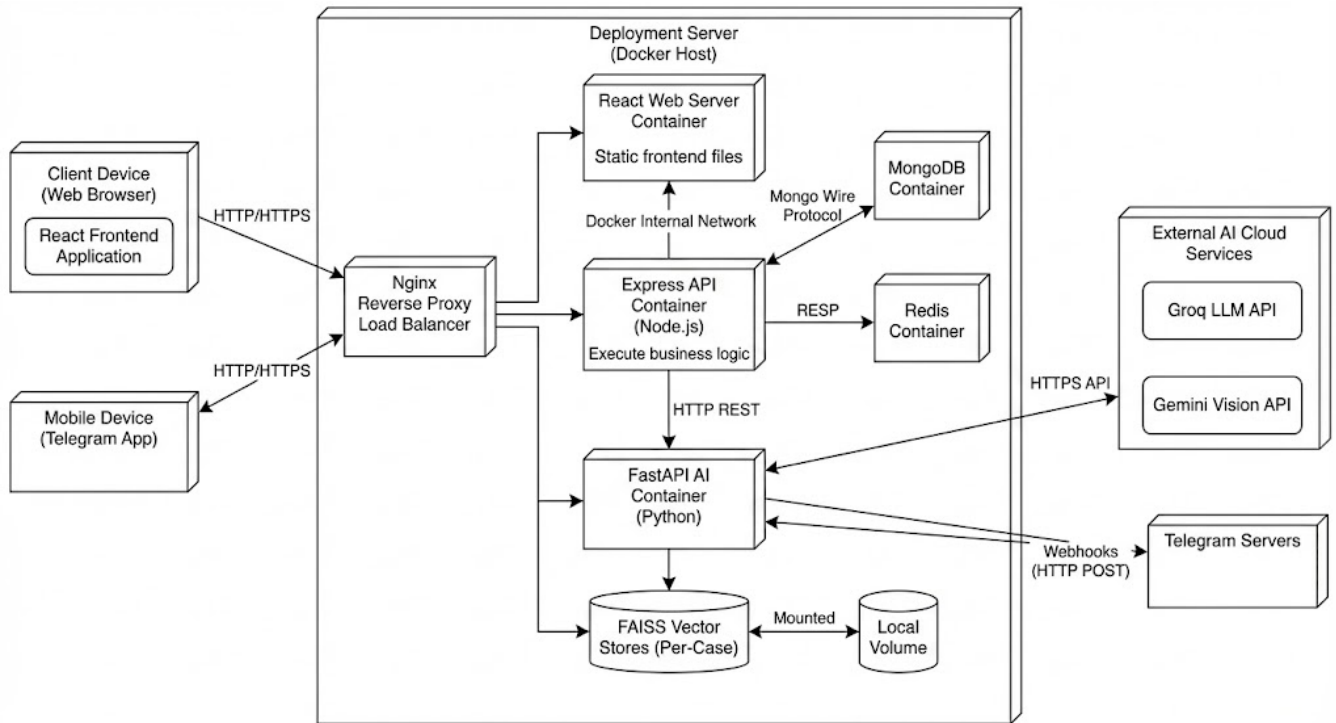 Deployment Server
(Docker Host)
React Web Server
Container
Static frontend files
Client Device
(Web Browser)
React Frontend
Application
HTTP/HTTPS
MongoDB
Container
Mongo Wire
Protocol
Docker Internal Network
External AI Cloud
Services
Groq LLM API
Gemini Vision API
Nginx
Reverse Proxy
Load Balancer
Express API
Container
(Node.js)
Execute business logic
RESP
Redis
Container
HTTP/HTTPS
Mobile Device
(Telegram App)
HTTP REST
HTTPS API
FastAPI AI
Container
(Python)
Webhooks
(HTTP POST)
Telegram Servers
FAISS Vector
Stores (Per-Case)
Mounted
Local
Volume